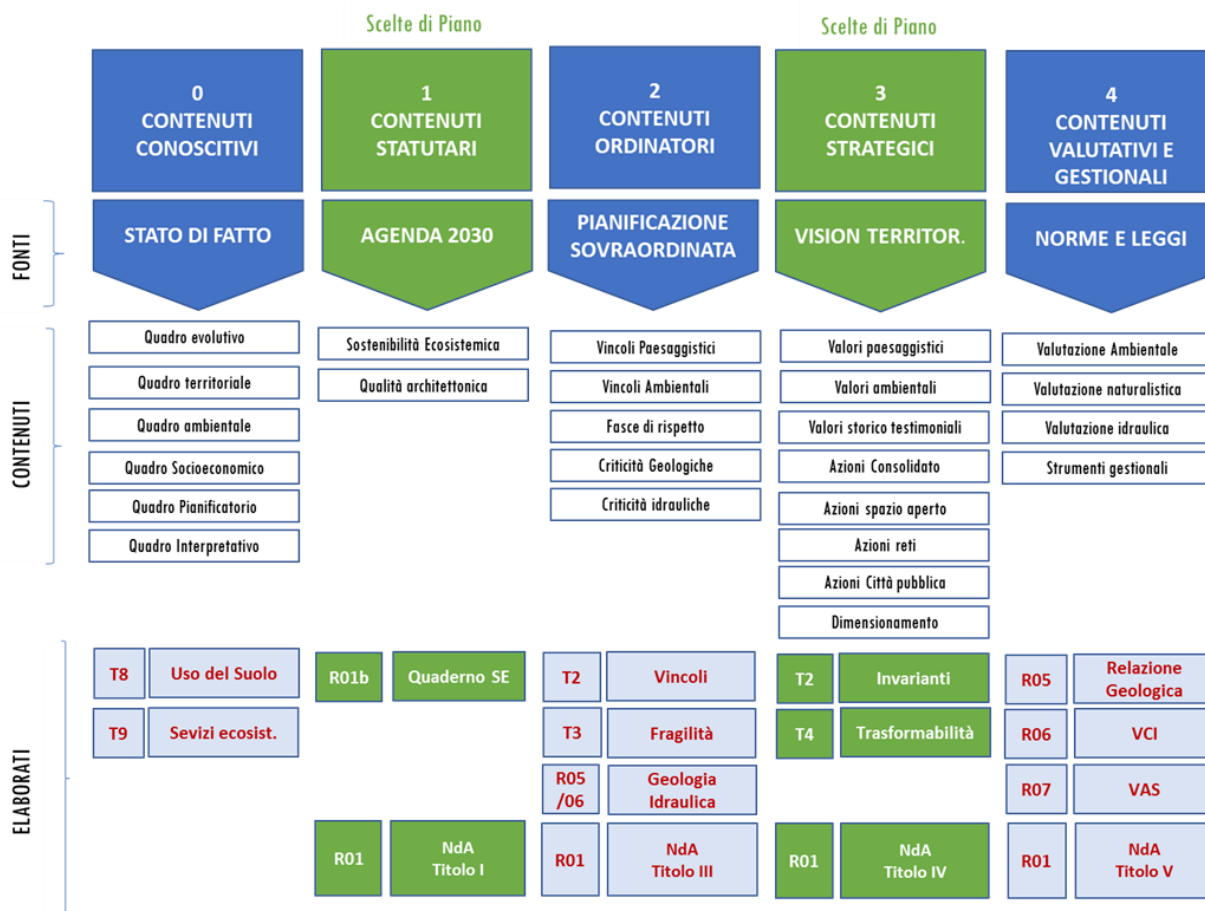 Scelte di Piano
Scelte di Piano
0
CONTENUTI
CONOSCITIVI
1
CONTENUTI
STATUTARI
2
CONTENUTI
ORDINATORI
3
CONTENUTI
STRATEGICI
4
CONTENUTI
VALUTATIVI E
GESTIONALI
FONTI
STATO DI FATTO
AGENDA 2030
PIANIFICAZIONE
SOVRAORDINATA
VISION TERRITOR.
NORME E LEGGI
CONTENUTI
Quadro evolutivo
Quadro territoriale
Quadro ambientale
Quadro Socioeconomico
Quadro Pianificatorio
Quadro Interpretativo
Sostenibilità Ecosistemica
Qualità architettonica
Vincoli Paesaggistici
Vincoli Ambientali
Fasce di rispetto
Criticità Geologiche
Criticità idrauliche
Valori paesaggistici
Valori ambientali
Valori storico testimoniali
Azioni Consolidato
Azioni spazio aperto
Azioni reti
Azioni Città pubblica
Dimensionamento
Valutazione Ambientale
Valutazione naturalistica
Valutazione idraulica
Strumenti gestionali
ELABORATI
T8
Uso del Suolo
T9
Sevizi ecosist.
R01b
Quaderno SE
R01
NdA
Titolo I
T2
Vincoli
T3
Fragilità
R05
/06
Geologia
Idraulica
R01
NdA
Titolo III
T2
Invarianti
T4
Trasformabilità
R01
NdA
Titolo IV
R05
Relazione
Geologica
R06
VCI
R07
VAS
R01
NdA
Titolo V